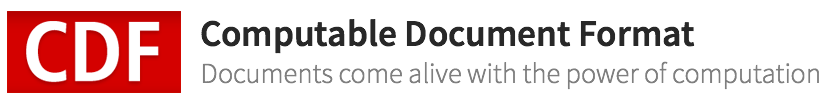 CDF
Computable Document Format
Documents come alive with the power of computation